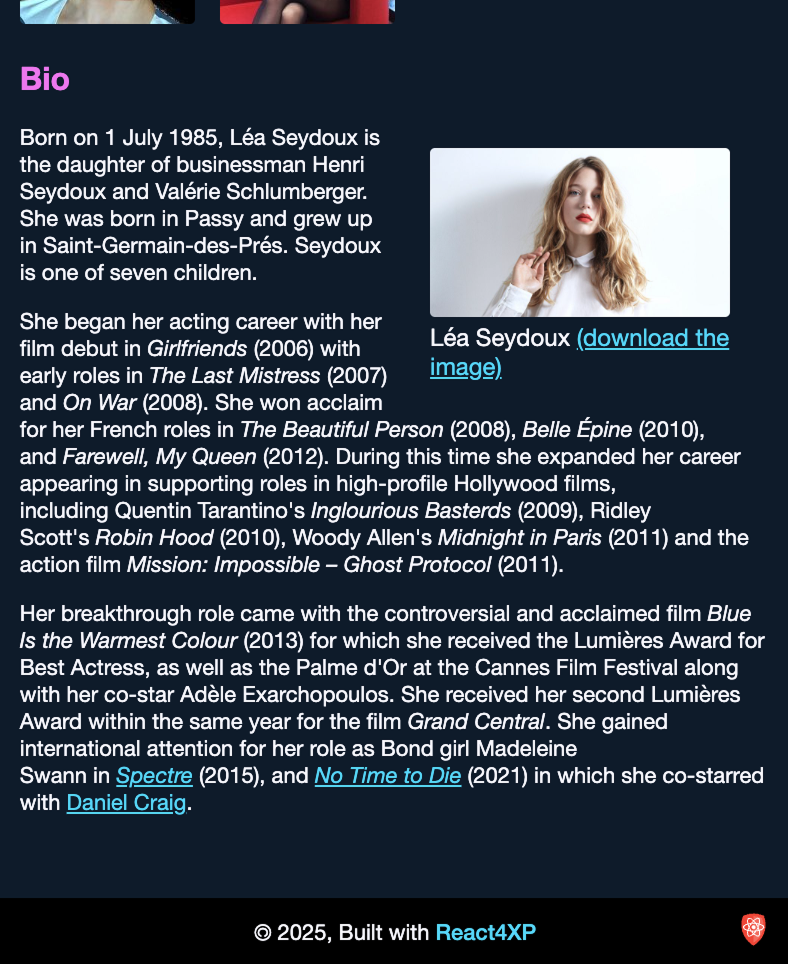 Bio
Born on 1 July 1985, Léa Seydoux is
the daughter of businessman Henri
Seydoux and Valérie Schlumberger.
She was born in Passy and grew up
in Saint-Germain-des-Prés. Seydoux
is one of seven children.
Léa Seydoux (download the
image)
She began her acting career with her
film debut in Girlfriends (2006) with
early roles in The Last Mistress (2007)
and On War (2008). She won acclaim
for her French roles in The Beautiful Person (2008), Belle Épine (2010),
and Farewell, My Queen (2012). During this time she expanded her career
appearing in supporting roles in high-profile Hollywood films,
including Quentin Tarantino's Inglourious Basterds (2009), Ridley
Scott's Robin Hood (2010), Woody Allen's Midnight in Paris (2011) and the
action film Mission: Impossible – Ghost Protocol (2011).
Her breakthrough role came with the controversial and acclaimed film Blue
Is the Warmest Colour (2013) for which she received the Lumières Award for
Best Actress, as well as the Palme d'Or at the Cannes Film Festival along
with her co-star Adèle Exarchopoulos. She received her second Lumières
Award within the same year for the film Grand Central. She gained
international attention for her role as Bond girl Madeleine
Swann in Spectre (2015), and No Time to Die (2021) in which she co-starred
with Daniel Craig.
© 2025, Built with React4XP